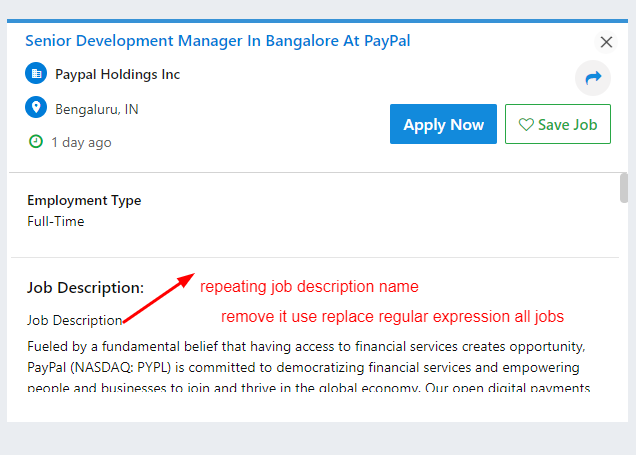 Senior Development Manager In Bangalore At PayPal
Paypal Holdings Inc
Bengaluru, IN
1 day ago
Apply Now
Save Job
Employment Type
Full-Time
Job Description:
repeating job description name
Job Description
remove it use replace regular expression all jobs
Fueled by a fundamental belief that having access to financial services creates opportunity,
PayPal (NASDAQ: PYPL) is committed to democratizing financial services and empowering
people and businesses to join and thrive in the global economy. Our open digital payments